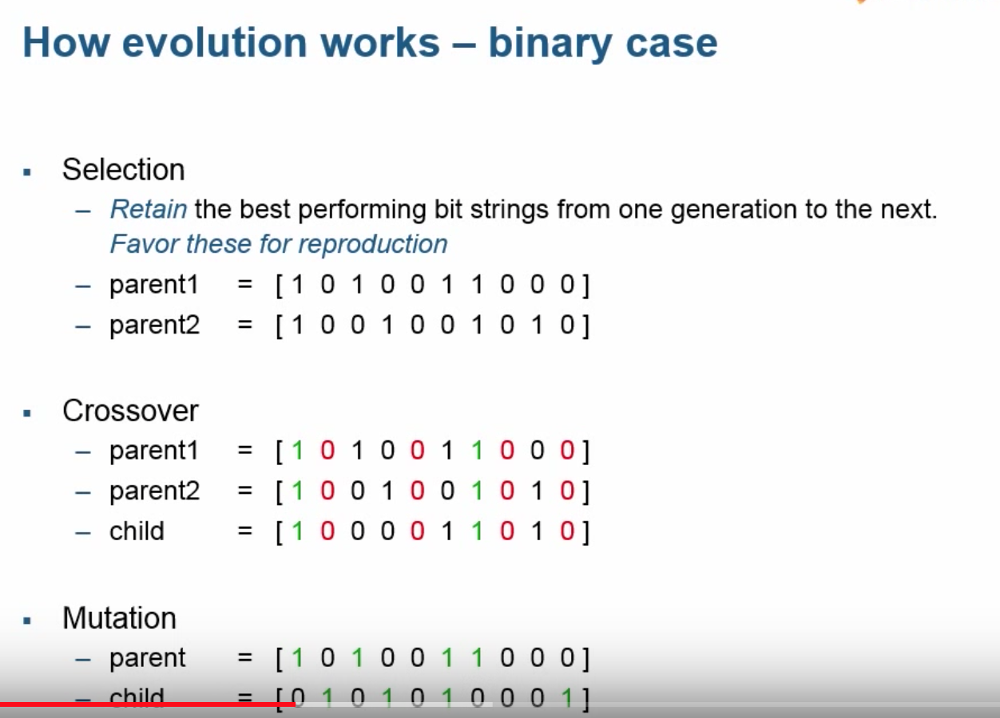 How evolution works – binary case
▪ Selection
– Retain the best performing bit strings from one generation to the next.
Favor these for reproduction
– parent1 = [ 1 0 1 0 0 1 1 0 0 0 ]
– parent2 = [ 1 0 0 1 0 0 1 0 1 0 ]
▪ Crossover
– parent1 = [ 1 0 1 0 0 1 1 0 0 0 ]
– parent2 = [ 1 0 0 1 0 0 1 0 1 0 ]
– child = [ 1 0 0 0 0 1 1 0 1 0 ]
▪ Mutation
– parent = [ 1 0 1 0 0 1 1 0 0 0 ]
– child = [ 0 1 0 1 0 1 0 0 0 1 ]